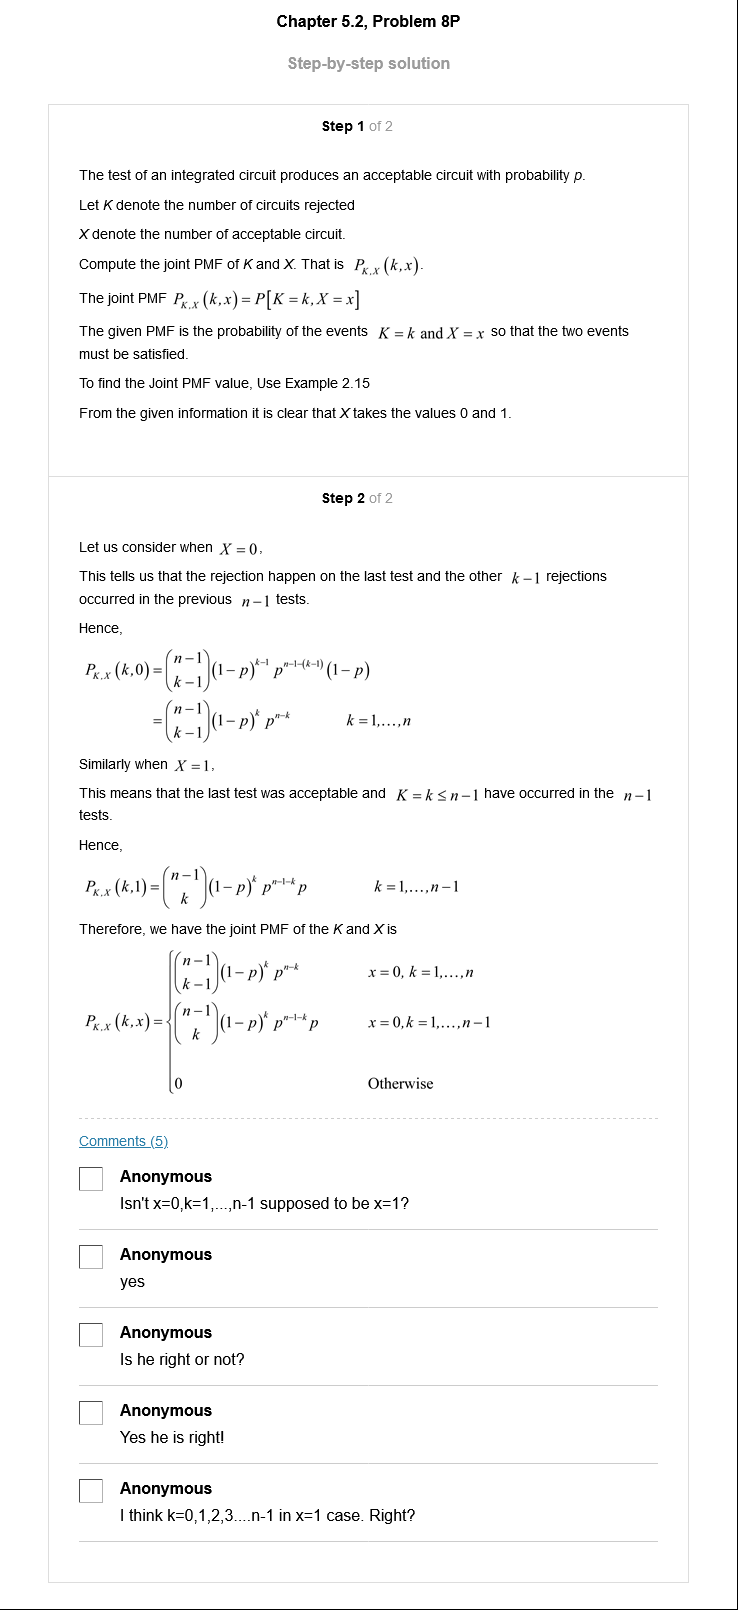 Chapter 5.2, Problem 8P
Step-by-step solution
Step 1 of 2
The test of an integrated circuit produces an acceptable circuit with probability p.
Let K denote the number of circuits rejected
X denote the number of acceptable circuit.
Compute the joint PMF of K and X. That is P_{K,X}(k,x).
The joint PMF P_{K,X}(k,x) = P[K = k, X = x]
The given PMF is the probability of the events K = k and X = x so that the two events
must be satisfied.
To find the Joint PMF value, Use Example 2.15
From the given information it is clear that X takes the values 0 and 1.
Step 2 of 2
Let us consider when X = 0,
This tells us that the rejection happen on the last test and the other k − 1 rejections
occurred in the previous n − 1 tests.
Hence,
P_{K,X}(k,0) = \binom{n−1}{k−1}(1−p)^{k−1} p^{n−1−(k−1)}(1−p)
= \binom{n−1}{k−1}(1−p)^k p^{n−k} k = 1,...,n
Similarly when X = 1,
This means that the last test was acceptable and K = k ≤ n − 1 have occurred in the n − 1
tests.
Hence,
P_{K,X}(k,1) = \binom{n−1}{k}(1−p)^k p^{n−1−k} p k = 1,...,n−1
Therefore, we have the joint PMF of the K and X is
P_{K,X}(k,x) = { \binom{n−1}{k−1}(1−p)^k p^{n−k} x = 0, k = 1,...,n
\binom{n−1}{k}(1−p)^k p^{n−1−k} p x = 0, k = 1,...,n−1
0 Otherwise
Comments (5)
Anonymous
Isn't x=0,k=1,...,n-1 supposed to be x=1?
Anonymous
yes
Anonymous
Is he right or not?
Anonymous
Yes he is right!
Anonymous
I think k=0,1,2,3....n-1 in x=1 case. Right?